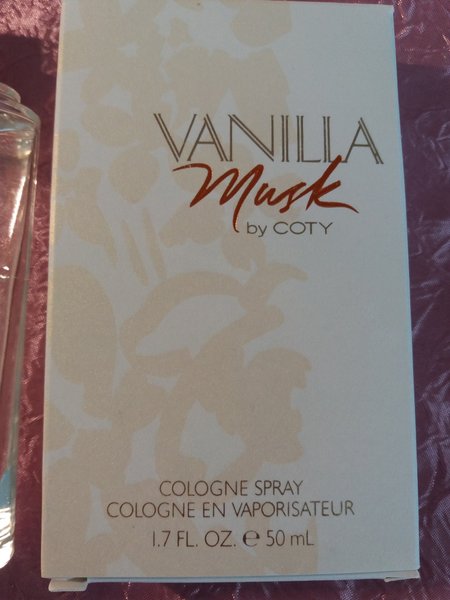 VANILLA
Musk
by COTY
COLOGNE SPRAY
COLOGNE EN VAPORISATEUR
1.7 FL. OZ. ℮ 50 mL